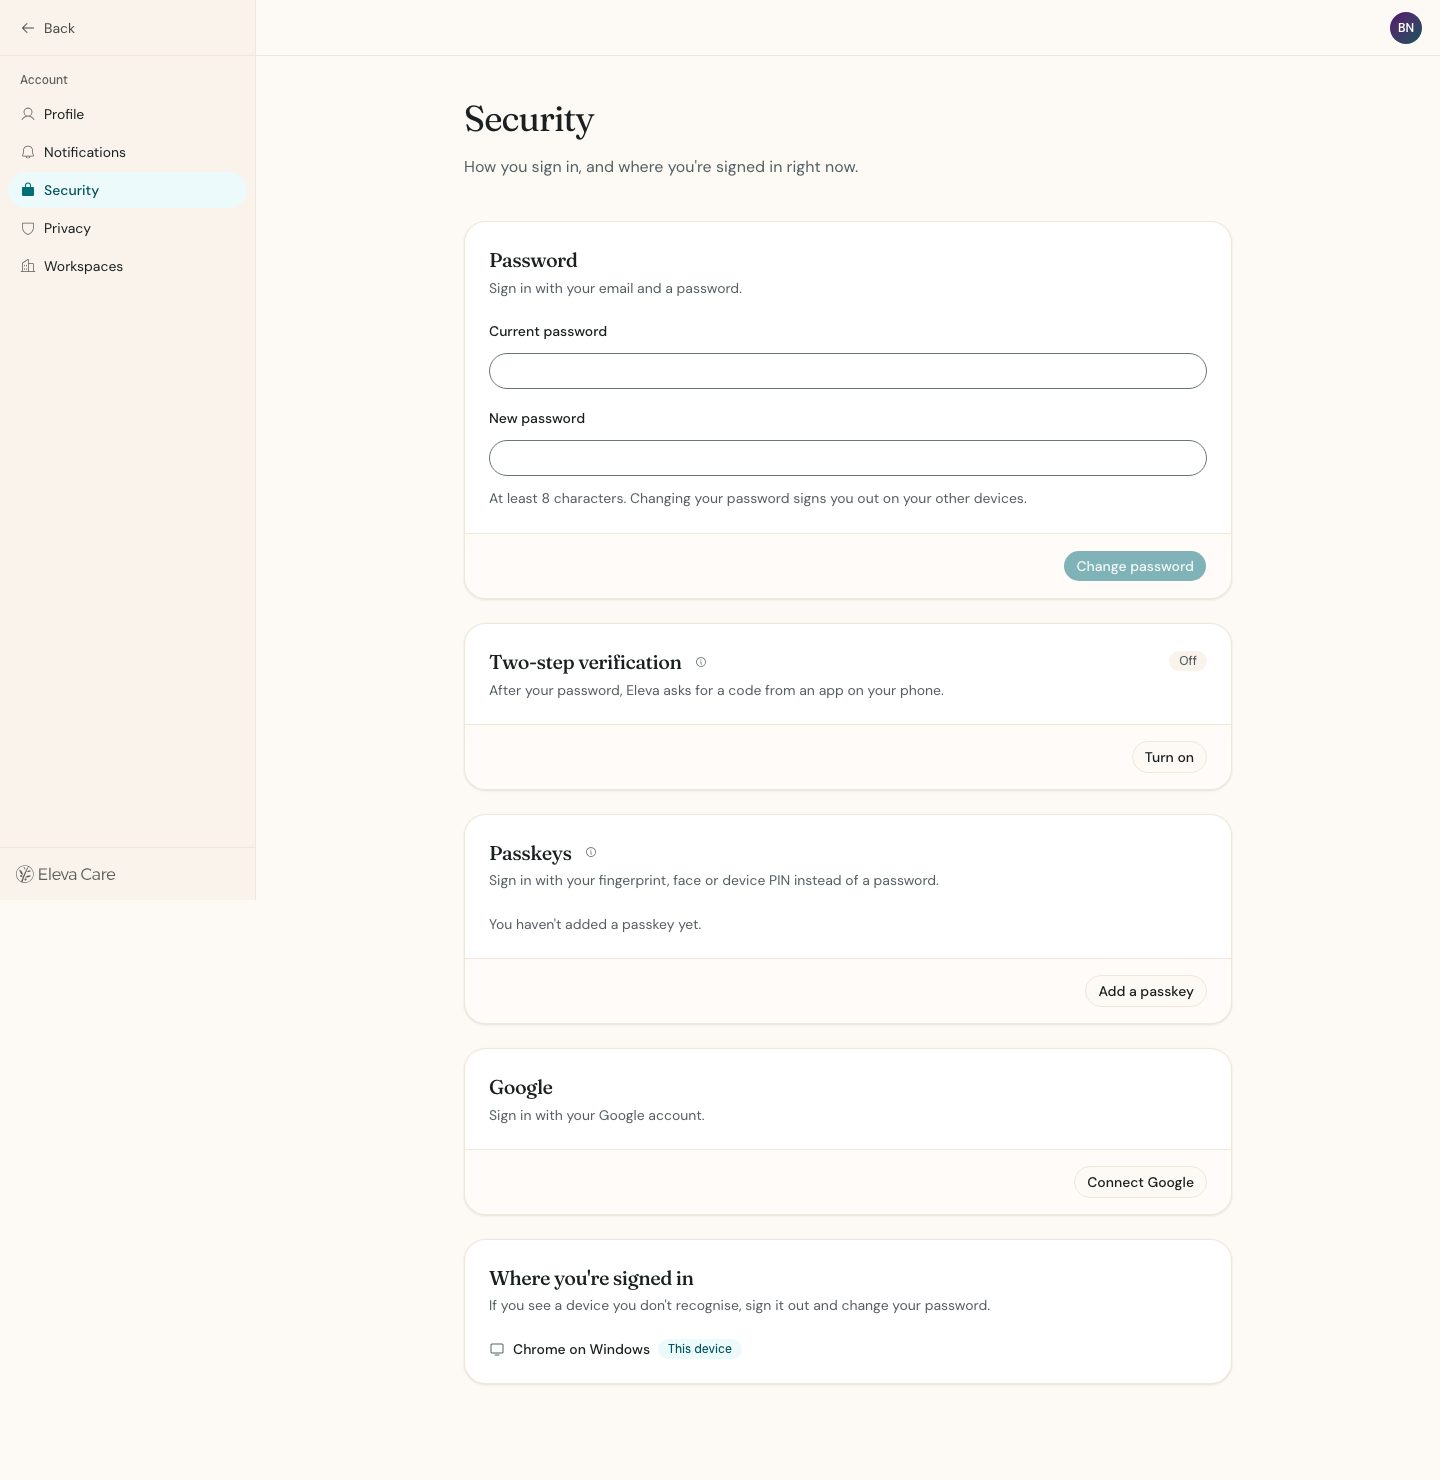 Back
BN
Account
Profile
Notifications
Security
Privacy
Workspaces
Eleva Care
Security
How you sign in, and where you're signed in right now.
Password
Sign in with your email and a password.
Current password
New password
At least 8 characters. Changing your password signs you out on your other devices.
Change password
Two-step verification
Off
After your password, Eleva asks for a code from an app on your phone.
Turn on
Passkeys
Sign in with your fingerprint, face or device PIN instead of a password.
You haven't added a passkey yet.
Add a passkey
Google
Sign in with your Google account.
Connect Google
Where you're signed in
If you see a device you don't recognise, sign it out and change your password.
Chrome on Windows This device